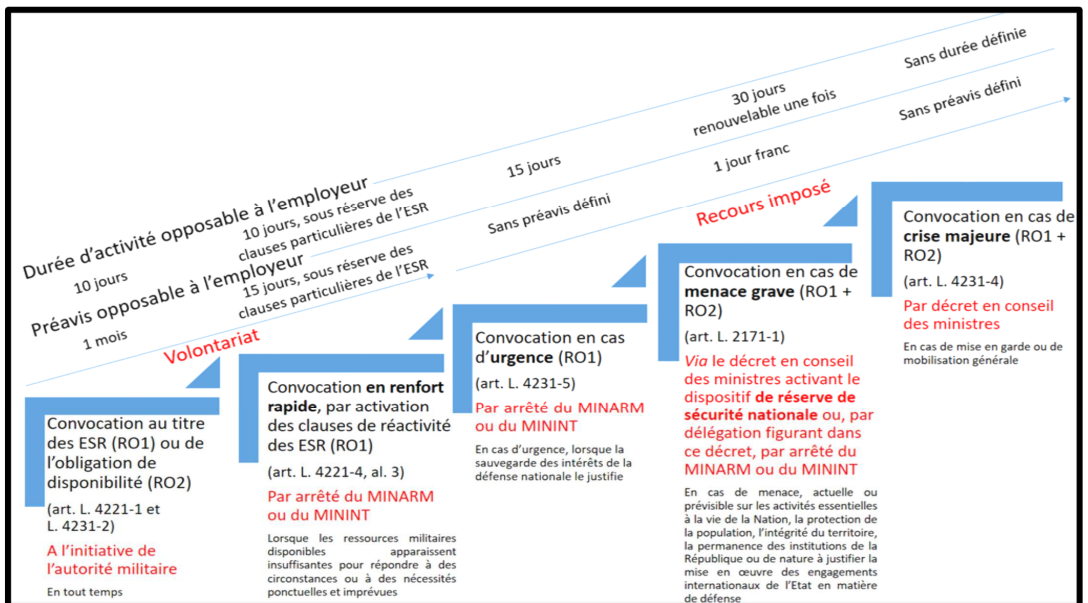 Durée d’activité opposable à l’employeur
10 jours
10 jours, sous réserve des
clauses particulières de l’ESR
15 jours
30 jours
renouvelable une fois
Sans durée définie
Préavis opposable à l’employeur
1 mois
15 jours, sous réserve des
clauses particulières de l’ESR
Sans préavis défini
1 jour franc
Sans préavis défini
Volontariat
Recours imposé
Convocation au titre
des ESR (RO1) ou de
l’obligation de
disponibilité (RO2)
(art. L. 4221-1 et
L. 4231-2)
A l’initiative de
l’autorité militaire
En tout temps
Convocation en renfort
rapide, par activation
des clauses de réactivité
des ESR (RO1)
(art. L. 4221-4, al. 3)
Par arrêté du MINARM
ou du MININT
Lorsque les ressources militaires
disponibles apparaissent
insuffisantes pour répondre à des
circonstances ou à des nécessités
ponctuelles et imprévues
Convocation en cas
d’urgence (RO1)
(art. L. 4231-5)
Par arrêté du MINARM
ou du MININT
En cas d’urgence, lorsque la
sauvegarde des intérêts de la
défense nationale le justifie
Convocation en cas de
menace grave (RO1 +
RO2)
(art. L. 2171-1)
Via le décret en conseil
des ministres activant le
dispositif de réserve de
sécurité nationale ou, par
délégation figurant dans
ce décret, par arrêté du
MINARM ou du MININT
En cas de menace, actuelle ou
prévisible sur les activités essentielles
à la vie de la Nation, la protection de
la population, l’intégrité du territoire,
la permanence des institutions de la
République ou de nature à justifier la
mise en œuvre des engagements
internationaux de l’Etat en matière
de défense
Convocation en cas de
crise majeure (RO1 +
RO2)
(art. L. 4231-4)
Par décret en conseil
des ministres
En cas de mise en garde ou de
mobilisation générale